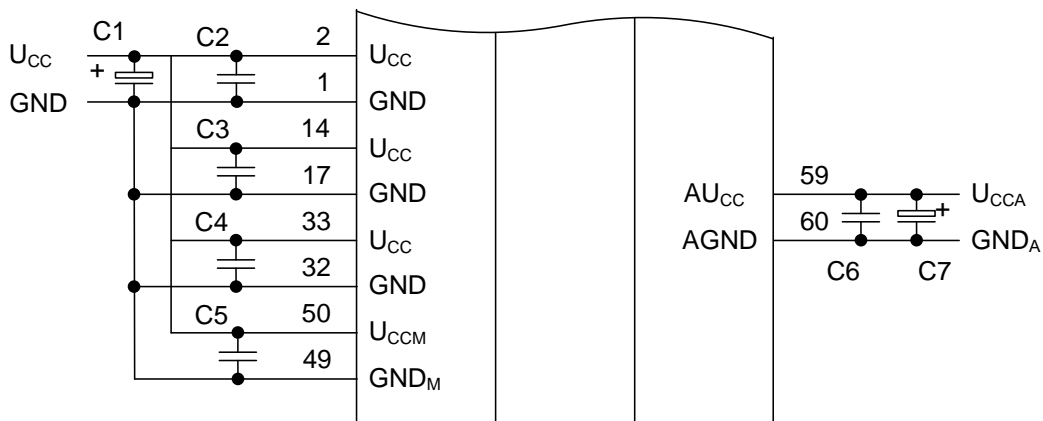 C1 C2 2
U_CC + U_CC
1
GND GND
C3 14
U_CC
17
GND
C4 33
U_CC
32
GND
C5 50
U_CCM
49
GND_M
59
AU_CC U_CCA
60 +
AGND GND_A
C6 C7